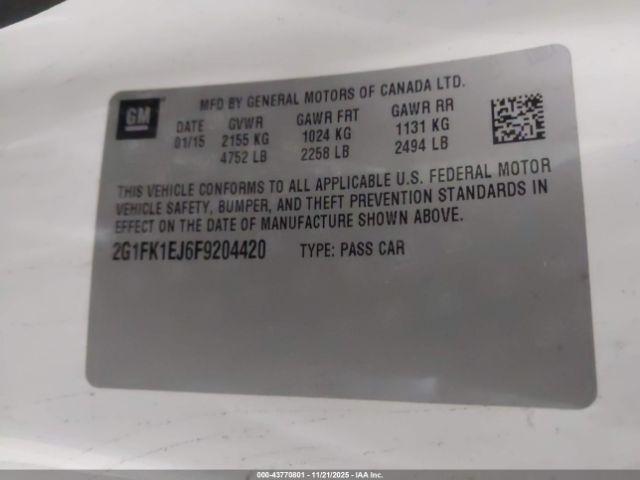 GM
MFD BY GENERAL MOTORS OF CANADA LTD.
DATE GVWR GAWR FRT GAWR RR
01/15 2155 KG 1024 KG 1131 KG
4752 LB 2258 LB 2494 LB
THIS VEHICLE CONFORMS TO ALL APPLICABLE U.S. FEDERAL MOTOR
VEHICLE SAFETY, BUMPER, AND THEFT PREVENTION STANDARDS IN
EFFECT ON THE DATE OF MANUFACTURE SHOWN ABOVE.
2G1FK1EJ6F9204420 TYPE: PASS CAR
000-43770801 - 11/21/2025 - IAA Holdings, LLC